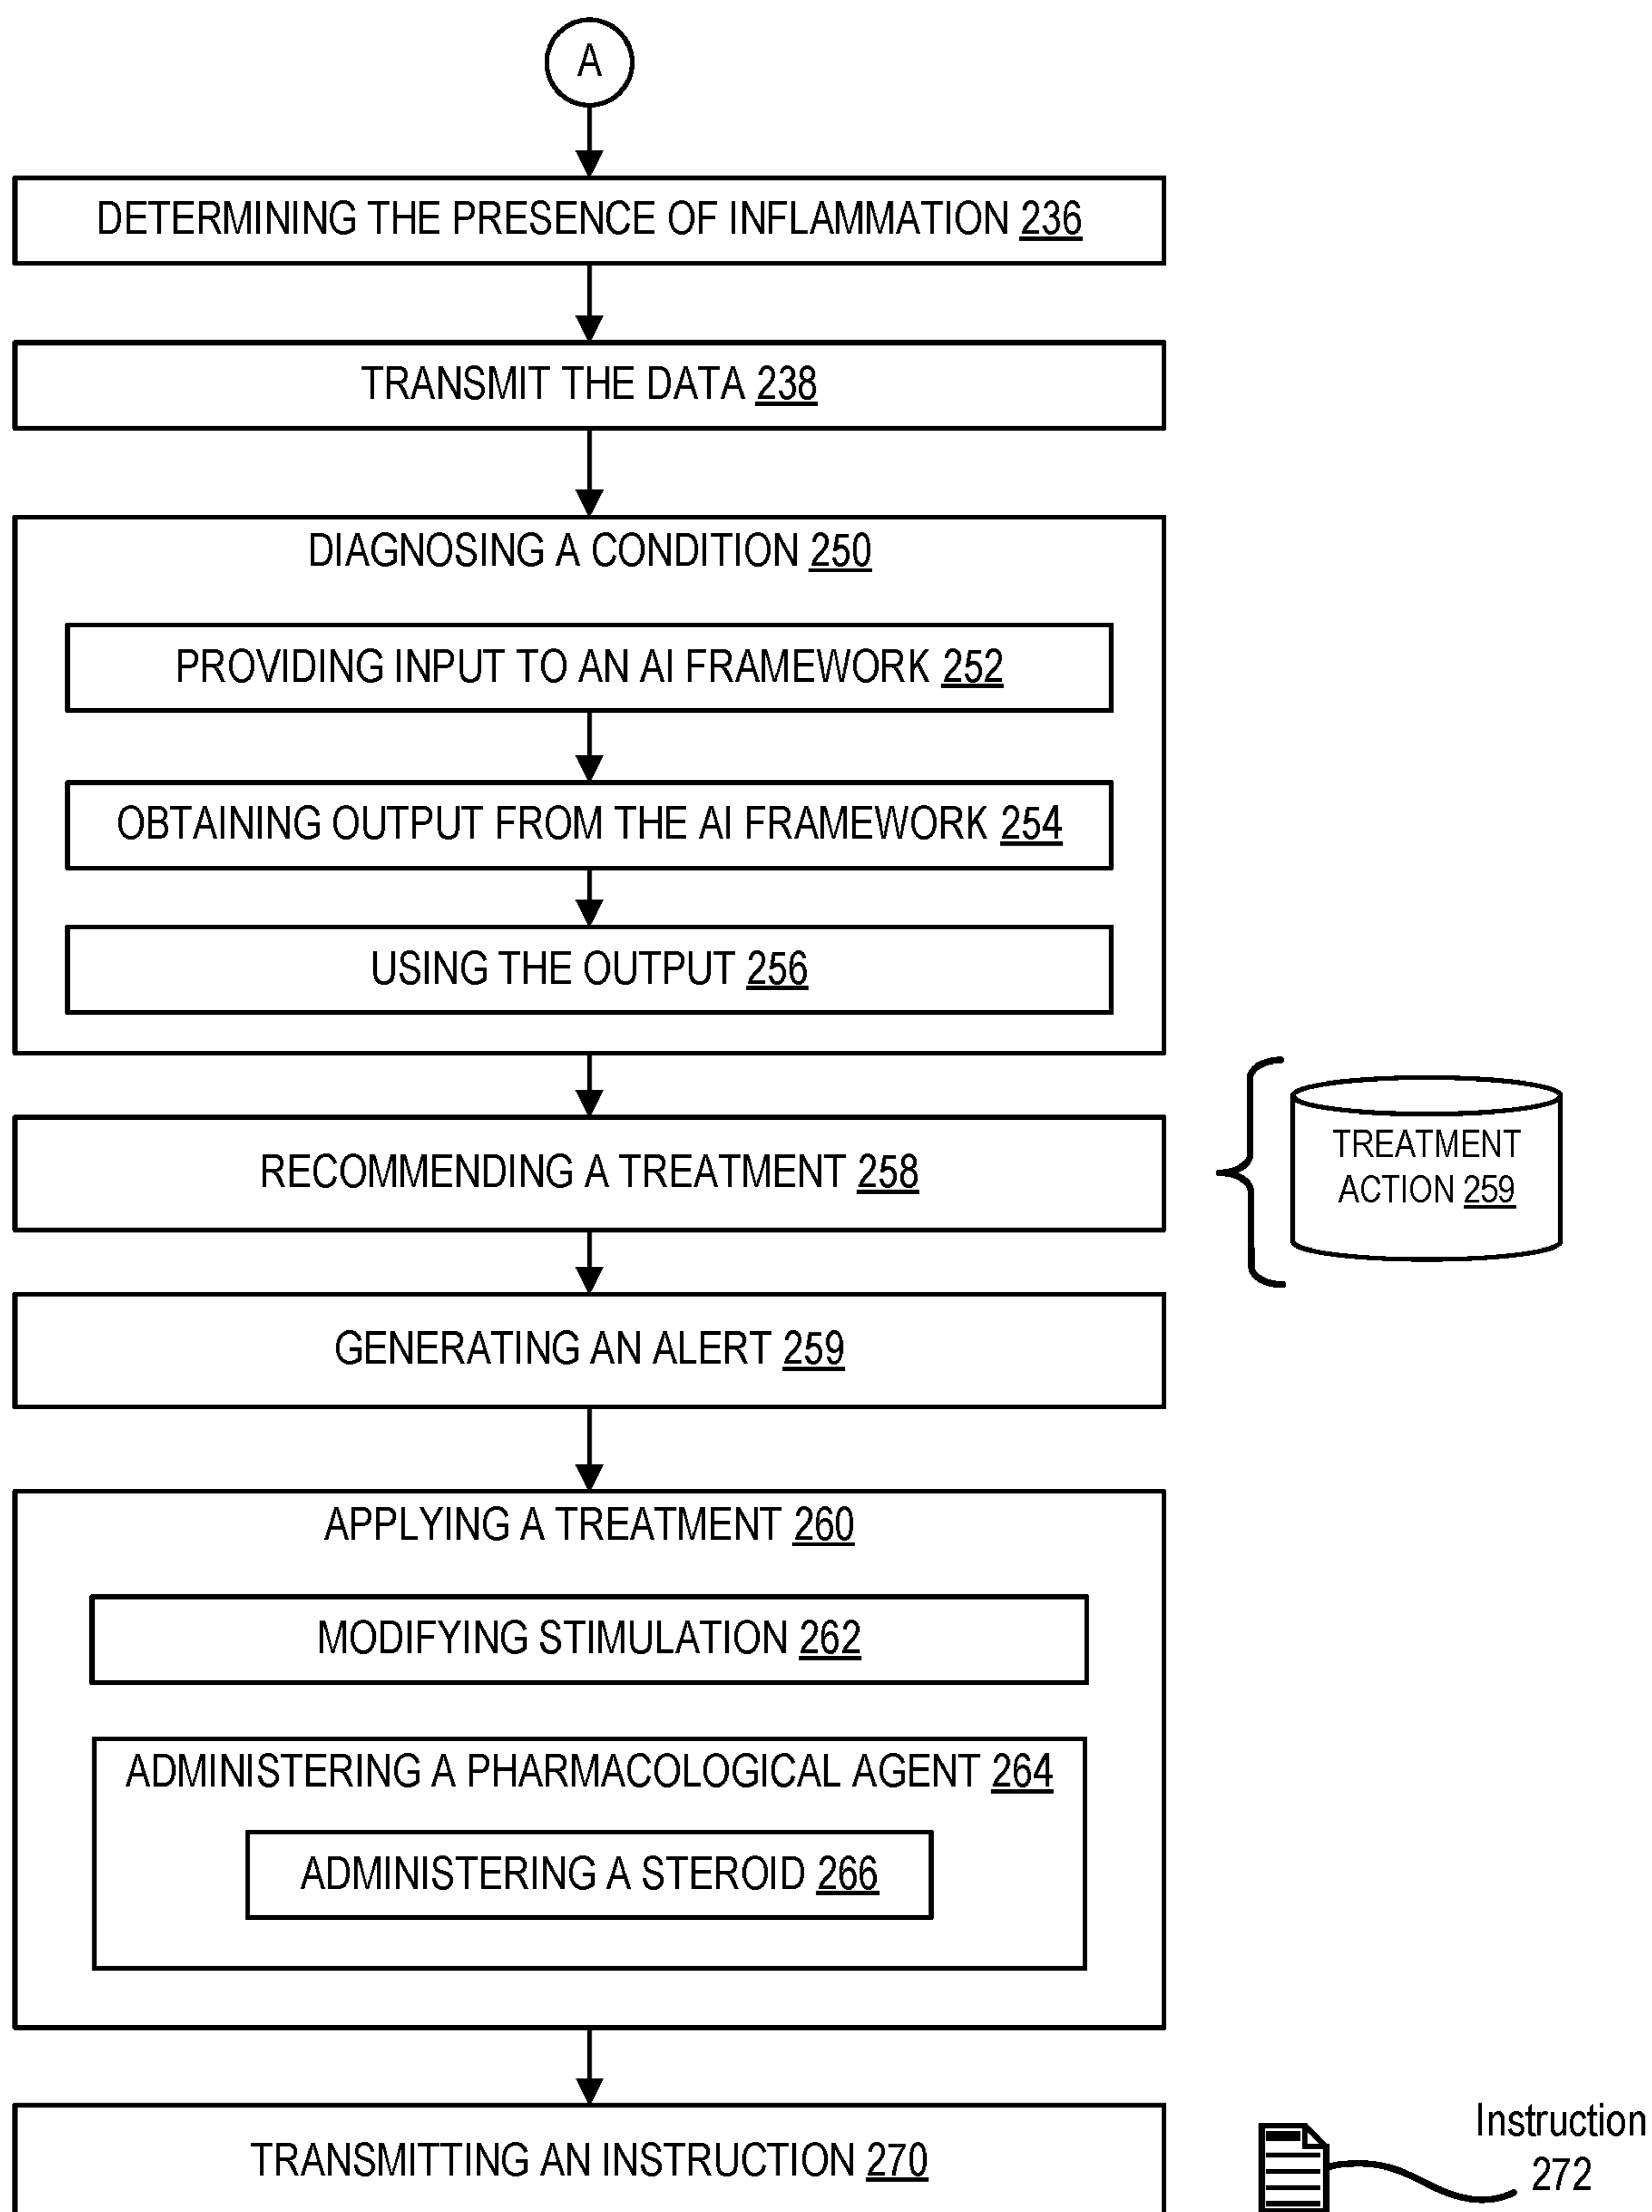 A
DETERMINING THE PRESENCE OF INFLAMMATION 236
TRANSMIT THE DATA 238
DIAGNOSING A CONDITION 250
PROVIDING INPUT TO AN AI FRAMEWORK 252
OBTAINING OUTPUT FROM THE AI FRAMEWORK 254
USING THE OUTPUT 256
RECOMMENDING A TREATMENT 258
TREATMENT
ACTION 259
GENERATING AN ALERT 259
APPLYING A TREATMENT 260
MODIFYING STIMULATION 262
ADMINISTERING A PHARMACOLOGICAL AGENT 264
ADMINISTERING A STEROID 266
TRANSMITTING AN INSTRUCTION 270
Instruction
272